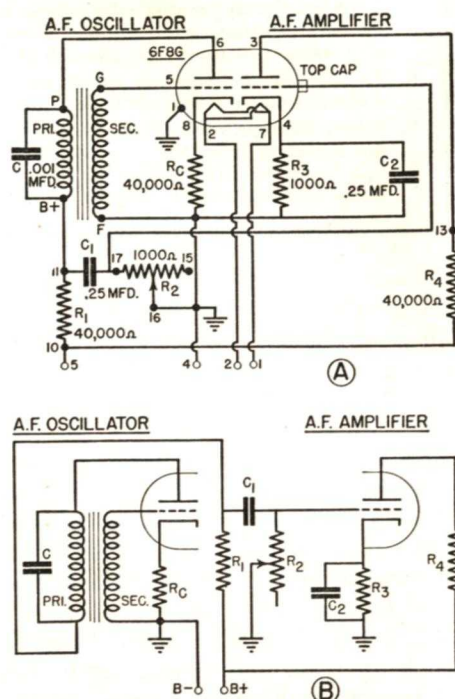 A.F. OSCILLATOR
A.F. AMPLIFIER
6F8G
6
3
TOP CAP
P
G
5
1
8
2
7
4
PRI.
SEC.
C
.001
MFD.
B+
F
RC
40,000Ω
R3
1000Ω
C2
.25 MFD.
13
11
C1
17
1000Ω
15
.25 MFD.
R2
16
R1
40,000Ω
R4
40,000Ω
10
5
4
2
1
A
A.F. OSCILLATOR
A.F. AMPLIFIER
C
PRI.
SEC.
RC
C1
R1
R2
C2
R3
R4
B-
B+
B